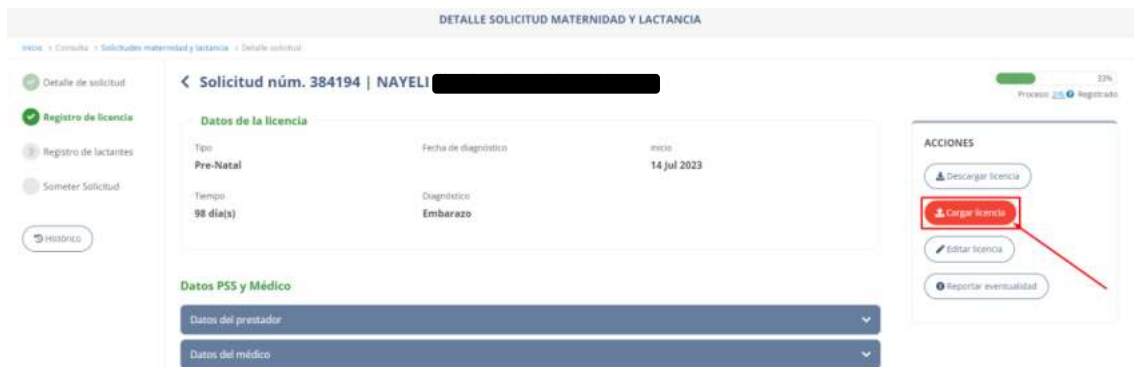 DETALLE SOLICITUD MATERNIDAD Y LACTANCIA
Inicio > Consulta > Solicitudes maternidad y lactancia > Detalle solicitud
Detalle de solicitud
Registro de licencia
3 Registro de lactantes
Someter Solicitud
Histórico
Solicitud núm. 384194 | NAYELI
33%
Proceso: 2/6 Registrado
Datos de la licencia
Tipo
Fecha de diagnóstico
Inicio
Pre-Natal
14 Jul 2023
Tiempo
Diagnóstico
98 día(s)
Embarazo
Datos PSS y Médico
Datos del prestador
Datos del médico
ACCIONES
Descargar licencia
Cargar licencia
Editar licencia
Reportar eventualidad